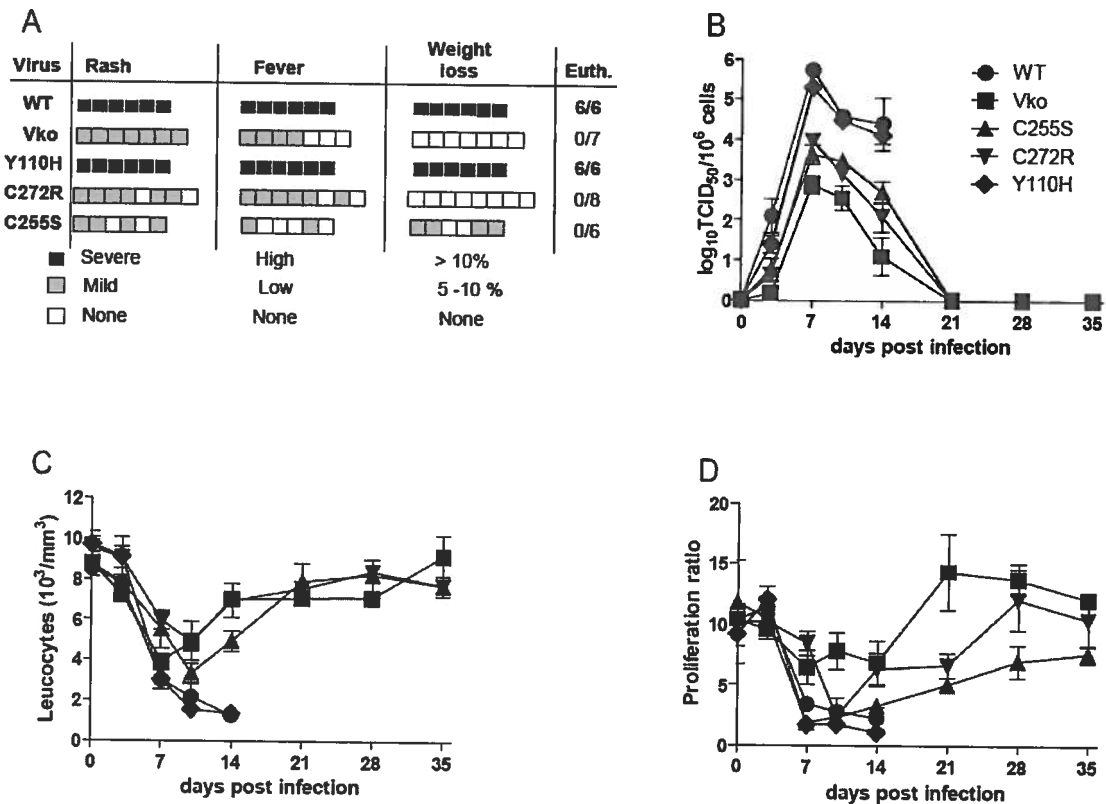 A
Virus Rash Fever Weight loss Euth.
WT 6/6
Vko 0/7
Y110H 6/6
C272R 0/8
C255S 0/6
Severe High > 10%
Mild Low 5 -10 %
None None None
B
log10TCID50/10^6 cells
6
5
4
3
2
1
0
0 7 14 21 28 35
days post infection
WT
Vko
C255S
C272R
Y110H
C
Leucocytes (10^3/mm^3)
12
10
8
6
4
2
0
0 7 14 21 28 35
days post infection
D
Proliferation ratio
20
15
10
5
0
0 7 14 21 28 35
days post infection